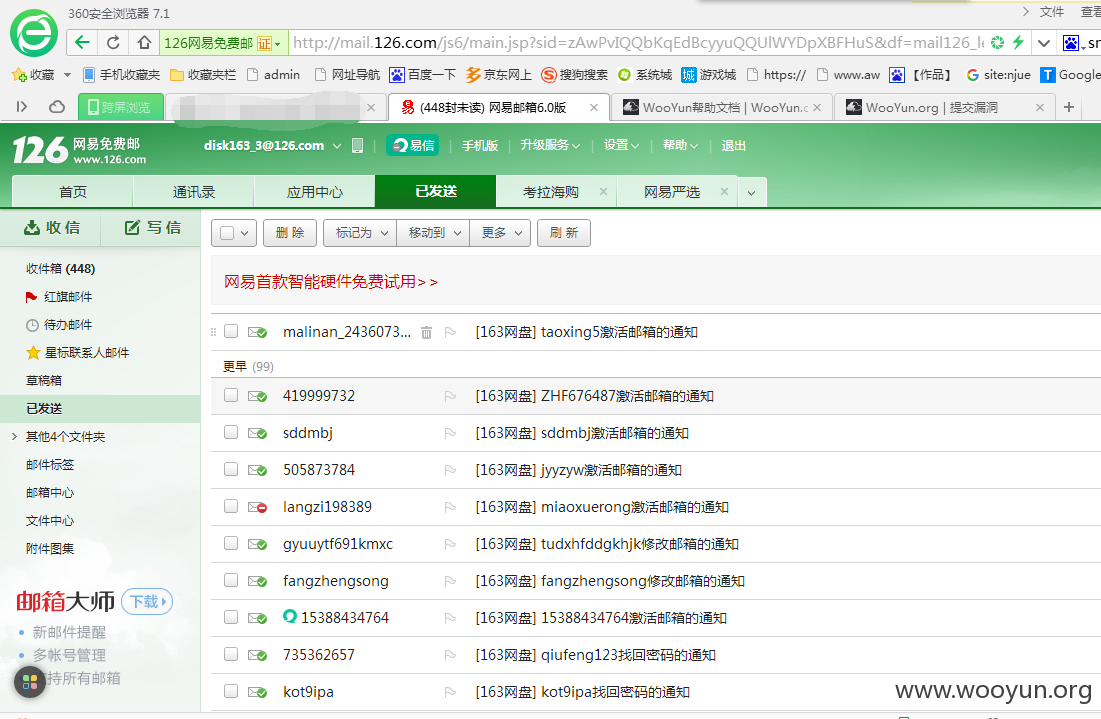 360安全浏览器 7.1
文件 查看
126网易免费邮 证 http://mail.126.com/js6/main.jsp?sid=zAwPvIQQbKqEdBcyyuQQUlWYDpXBFHuS&df=mail126_le
收藏 手机收藏夹 收藏夹栏 admin 网址导航 百度一下 京东网上 搜狗搜索 系统城 城 游戏城 https:// www.aw 【作品】 site:njue Google
跨屏浏览 (448封未读) 网易邮箱6.0版 WooYun帮助文档 | WooYun.o WooYun.org | 提交漏洞
126 网易免费邮
www.126.com
disk163_3@126.com 易信 手机版 升级服务 设置 帮助 退出
首页 通讯录 应用中心 已发送 考拉海购 网易严选
收信 写信
删除 标记为 移动到 更多 刷新
收件箱 (448)
红旗邮件
待办邮件
星标联系人邮件
草稿箱
已发送
其他4个文件夹
邮件标签
邮箱中心
文件中心
附件图集
邮箱大师 下载
新邮件提醒
多帐号管理
持所有邮箱
网易首款智能硬件免费试用>>
malinan_2436073... [163网盘] taoxing5激活邮箱的通知
更早 (99)
419999732 [163网盘] ZHF676487激活邮箱的通知
sddmbj [163网盘] sddmbj激活邮箱的通知
505873784 [163网盘] jyyzyw激活邮箱的通知
langzi198389 [163网盘] miaoxuerong激活邮箱的通知
gyuuytf691kmxc [163网盘] tudxhfddgkhjk修改邮箱的通知
fangzhengsong [163网盘] fangzhengsong修改邮箱的通知
15388434764 [163网盘] 15388434764激活邮箱的通知
735362657 [163网盘] qiufeng123找回密码的通知
kot9ipa [163网盘] kot9ipa找回密码的通知
www.wooyun.org